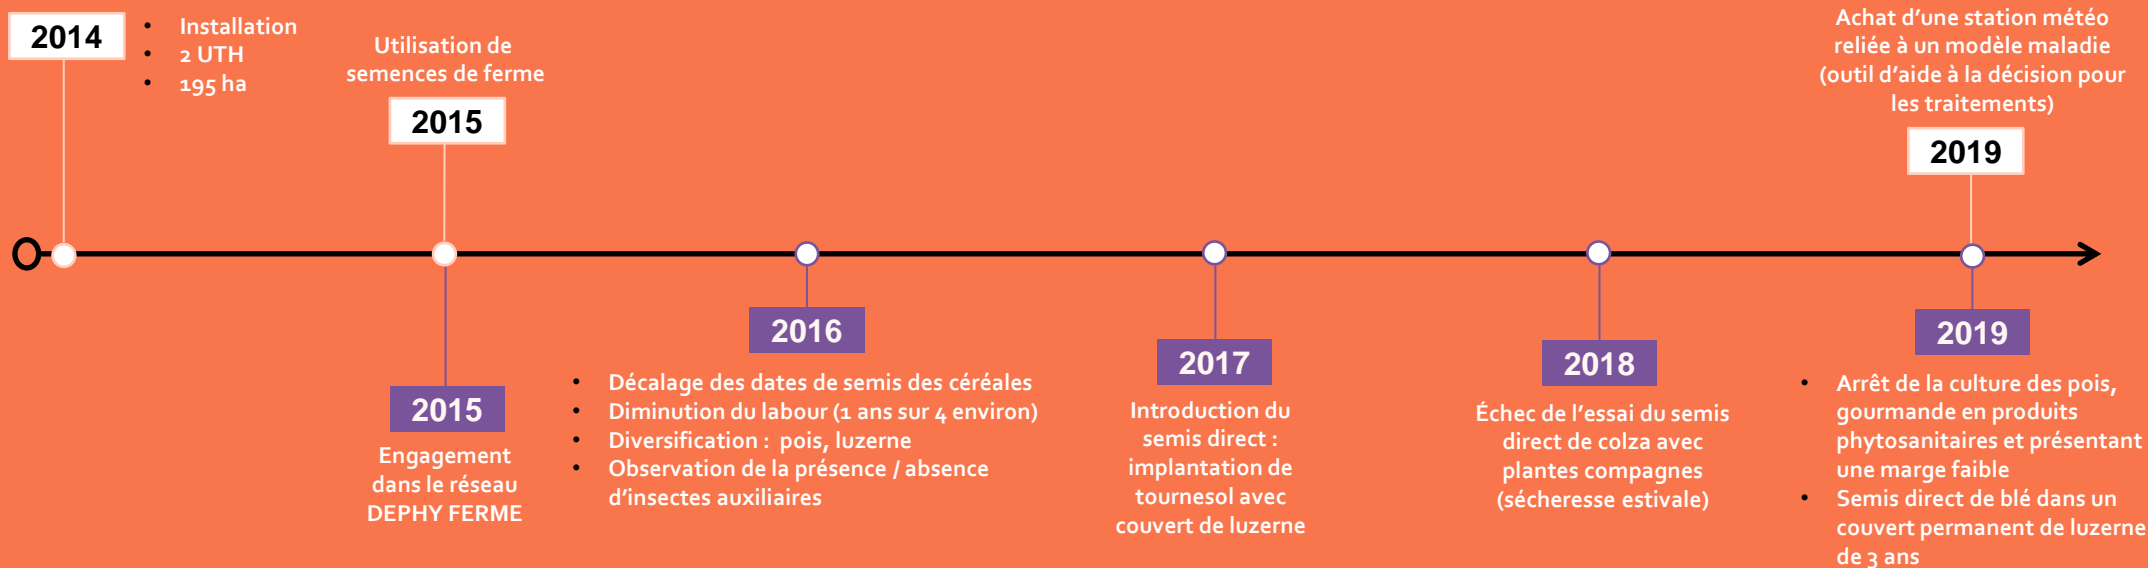 2014
• Installation
• 2 UTH
• 195 ha
Utilisation de
semences de ferme
2015
2015
Engagement
dans le réseau
DEPHY FERME
2016
• Décalage des dates de semis des céréales
• Diminution du labour (1 ans sur 4 environ)
• Diversification : pois, luzerne
• Observation de la présence / absence
d’insectes auxiliaires
2017
Introduction du
semis direct :
implantation de
tournesol avec
couvert de luzerne
2018
Échec de l’essai du semis
direct de colza avec
plantes compagnes
(sécheresse estivale)
Achat d’une station météo
reliée à un modèle maladie
(outil d’aide à la décision pour
les traitements)
2019
2019
• Arrêt de la culture des pois,
gourmande en produits
phytosanitaires et présentant
une marge faible
• Semis direct de blé dans un
couvert permanent de luzerne
de 3 ans